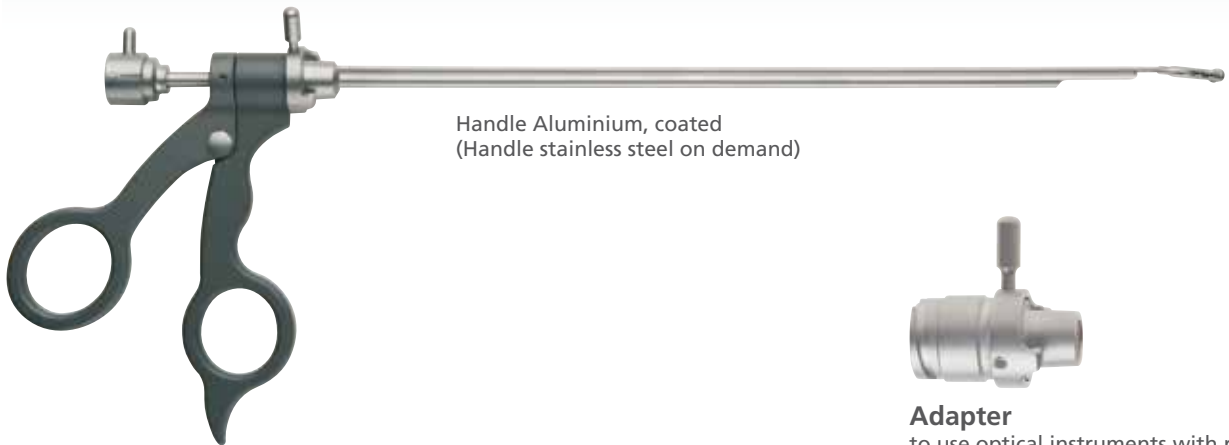 Handle Aluminium, coated
(Handle stainless steel on demand)
Adapter
to use optical instruments with